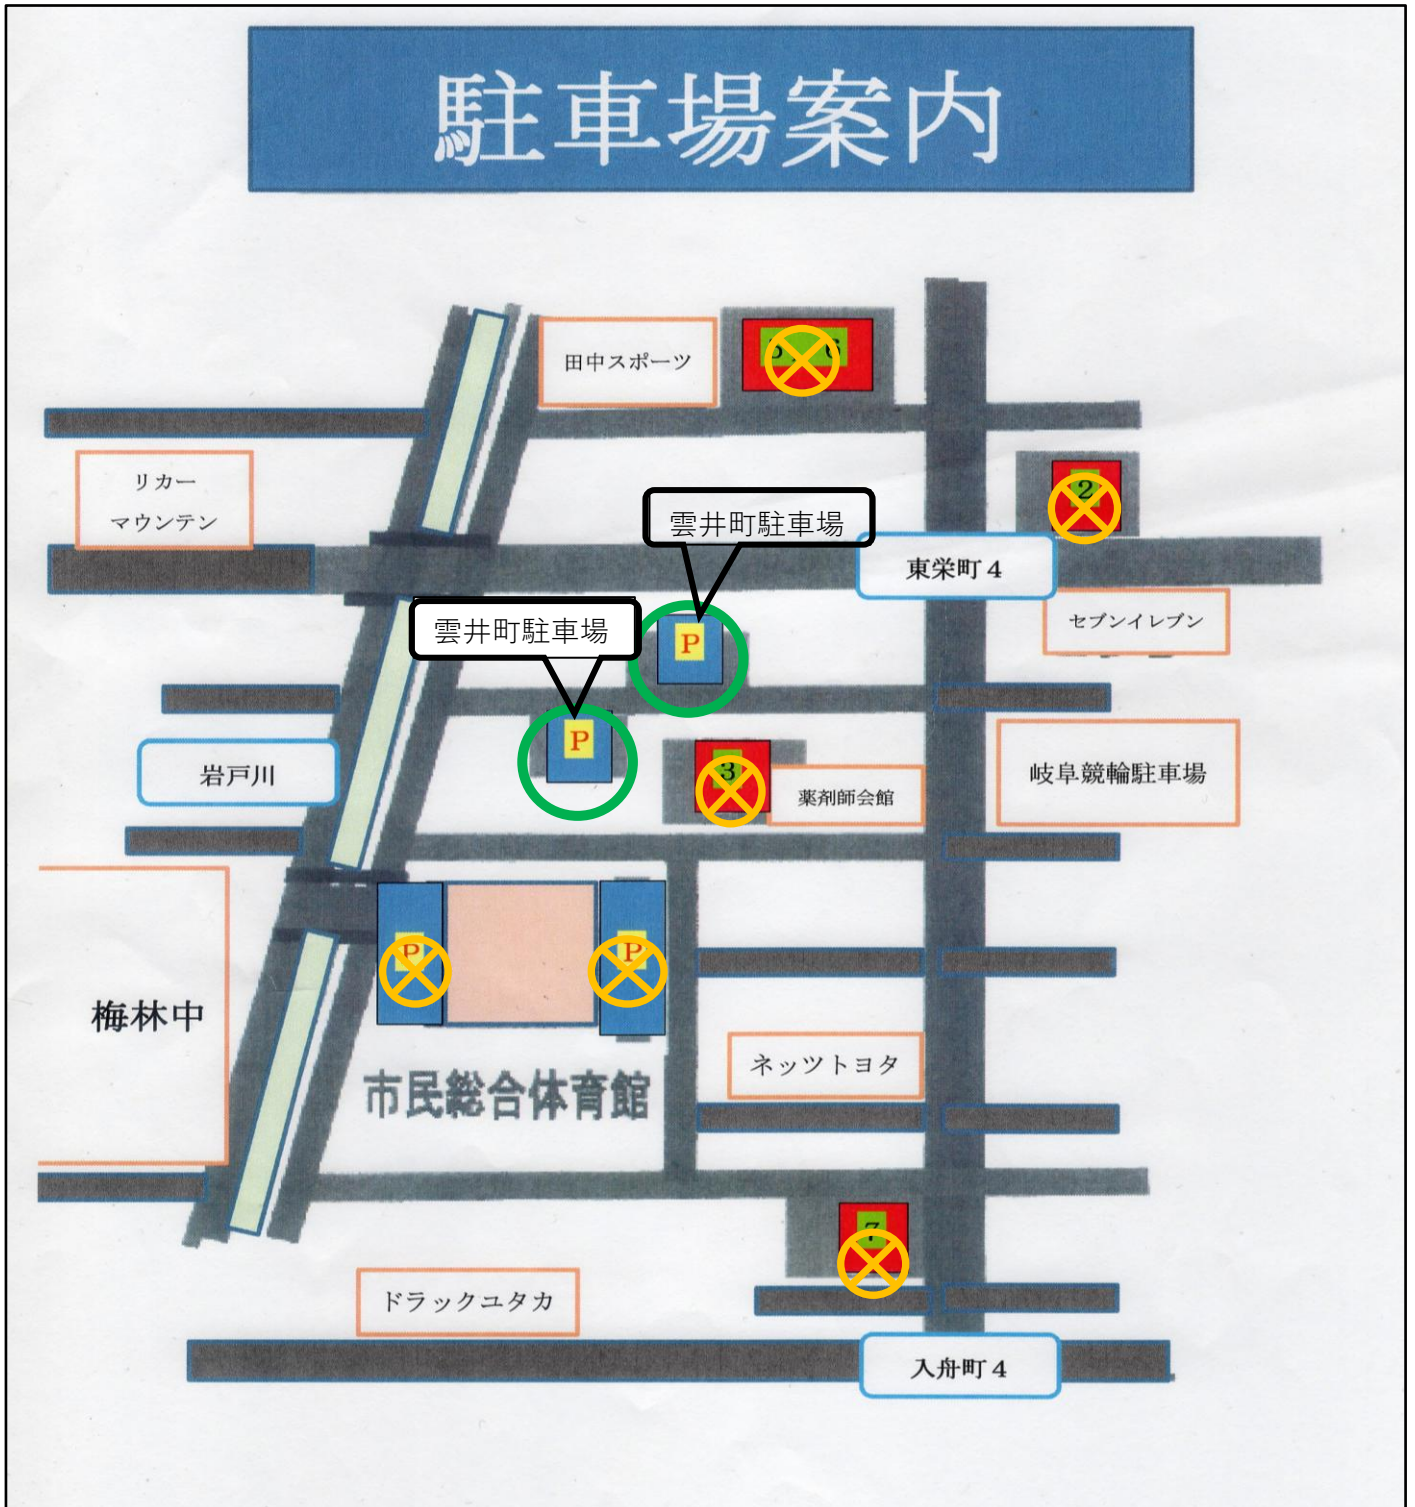 駐車場案内
田中スポーツ
5 6
リカー
マウンテン
2
雲井町駐車場
東栄町4
セブンイレブン
雲井町駐車場
P
P
岩戸川
3
薬剤師会館
岐阜競輪駐車場
P
P
梅林中
ネッツトヨタ
市民総合体育館
7
ドラックユタカ
入舟町4